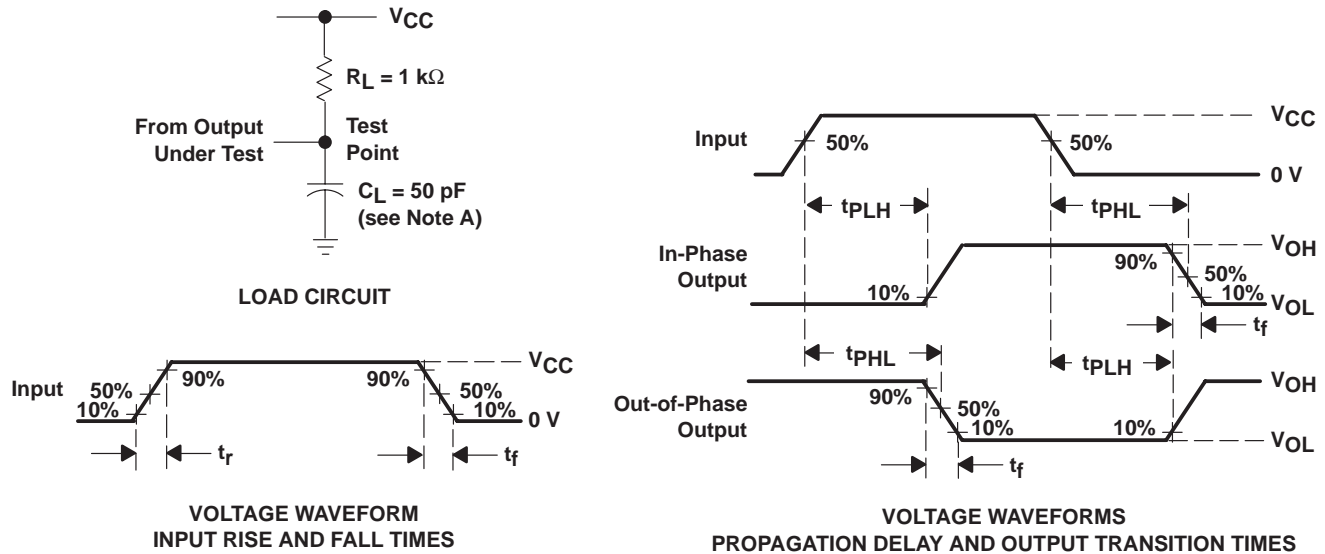 VCC
RL = 1 kΩ
From Output
Under Test
Test
Point
CL = 50 pF
(see Note A)
LOAD CIRCUIT
Input
50%
10%
90%
90%
VCC
50%
10%
0 V
tr
tf
VOLTAGE WAVEFORM
INPUT RISE AND FALL TIMES
Input
50%
50%
VCC
0 V
tPLH
tPHL
In-Phase
Output
10%
90%
VOH
50%
10%
VOL
tf
tPHL
tPLH
Out-of-Phase
Output
90%
50%
10%
10%
VOH
VOL
tf
VOLTAGE WAVEFORMS
PROPAGATION DELAY AND OUTPUT TRANSITION TIMES